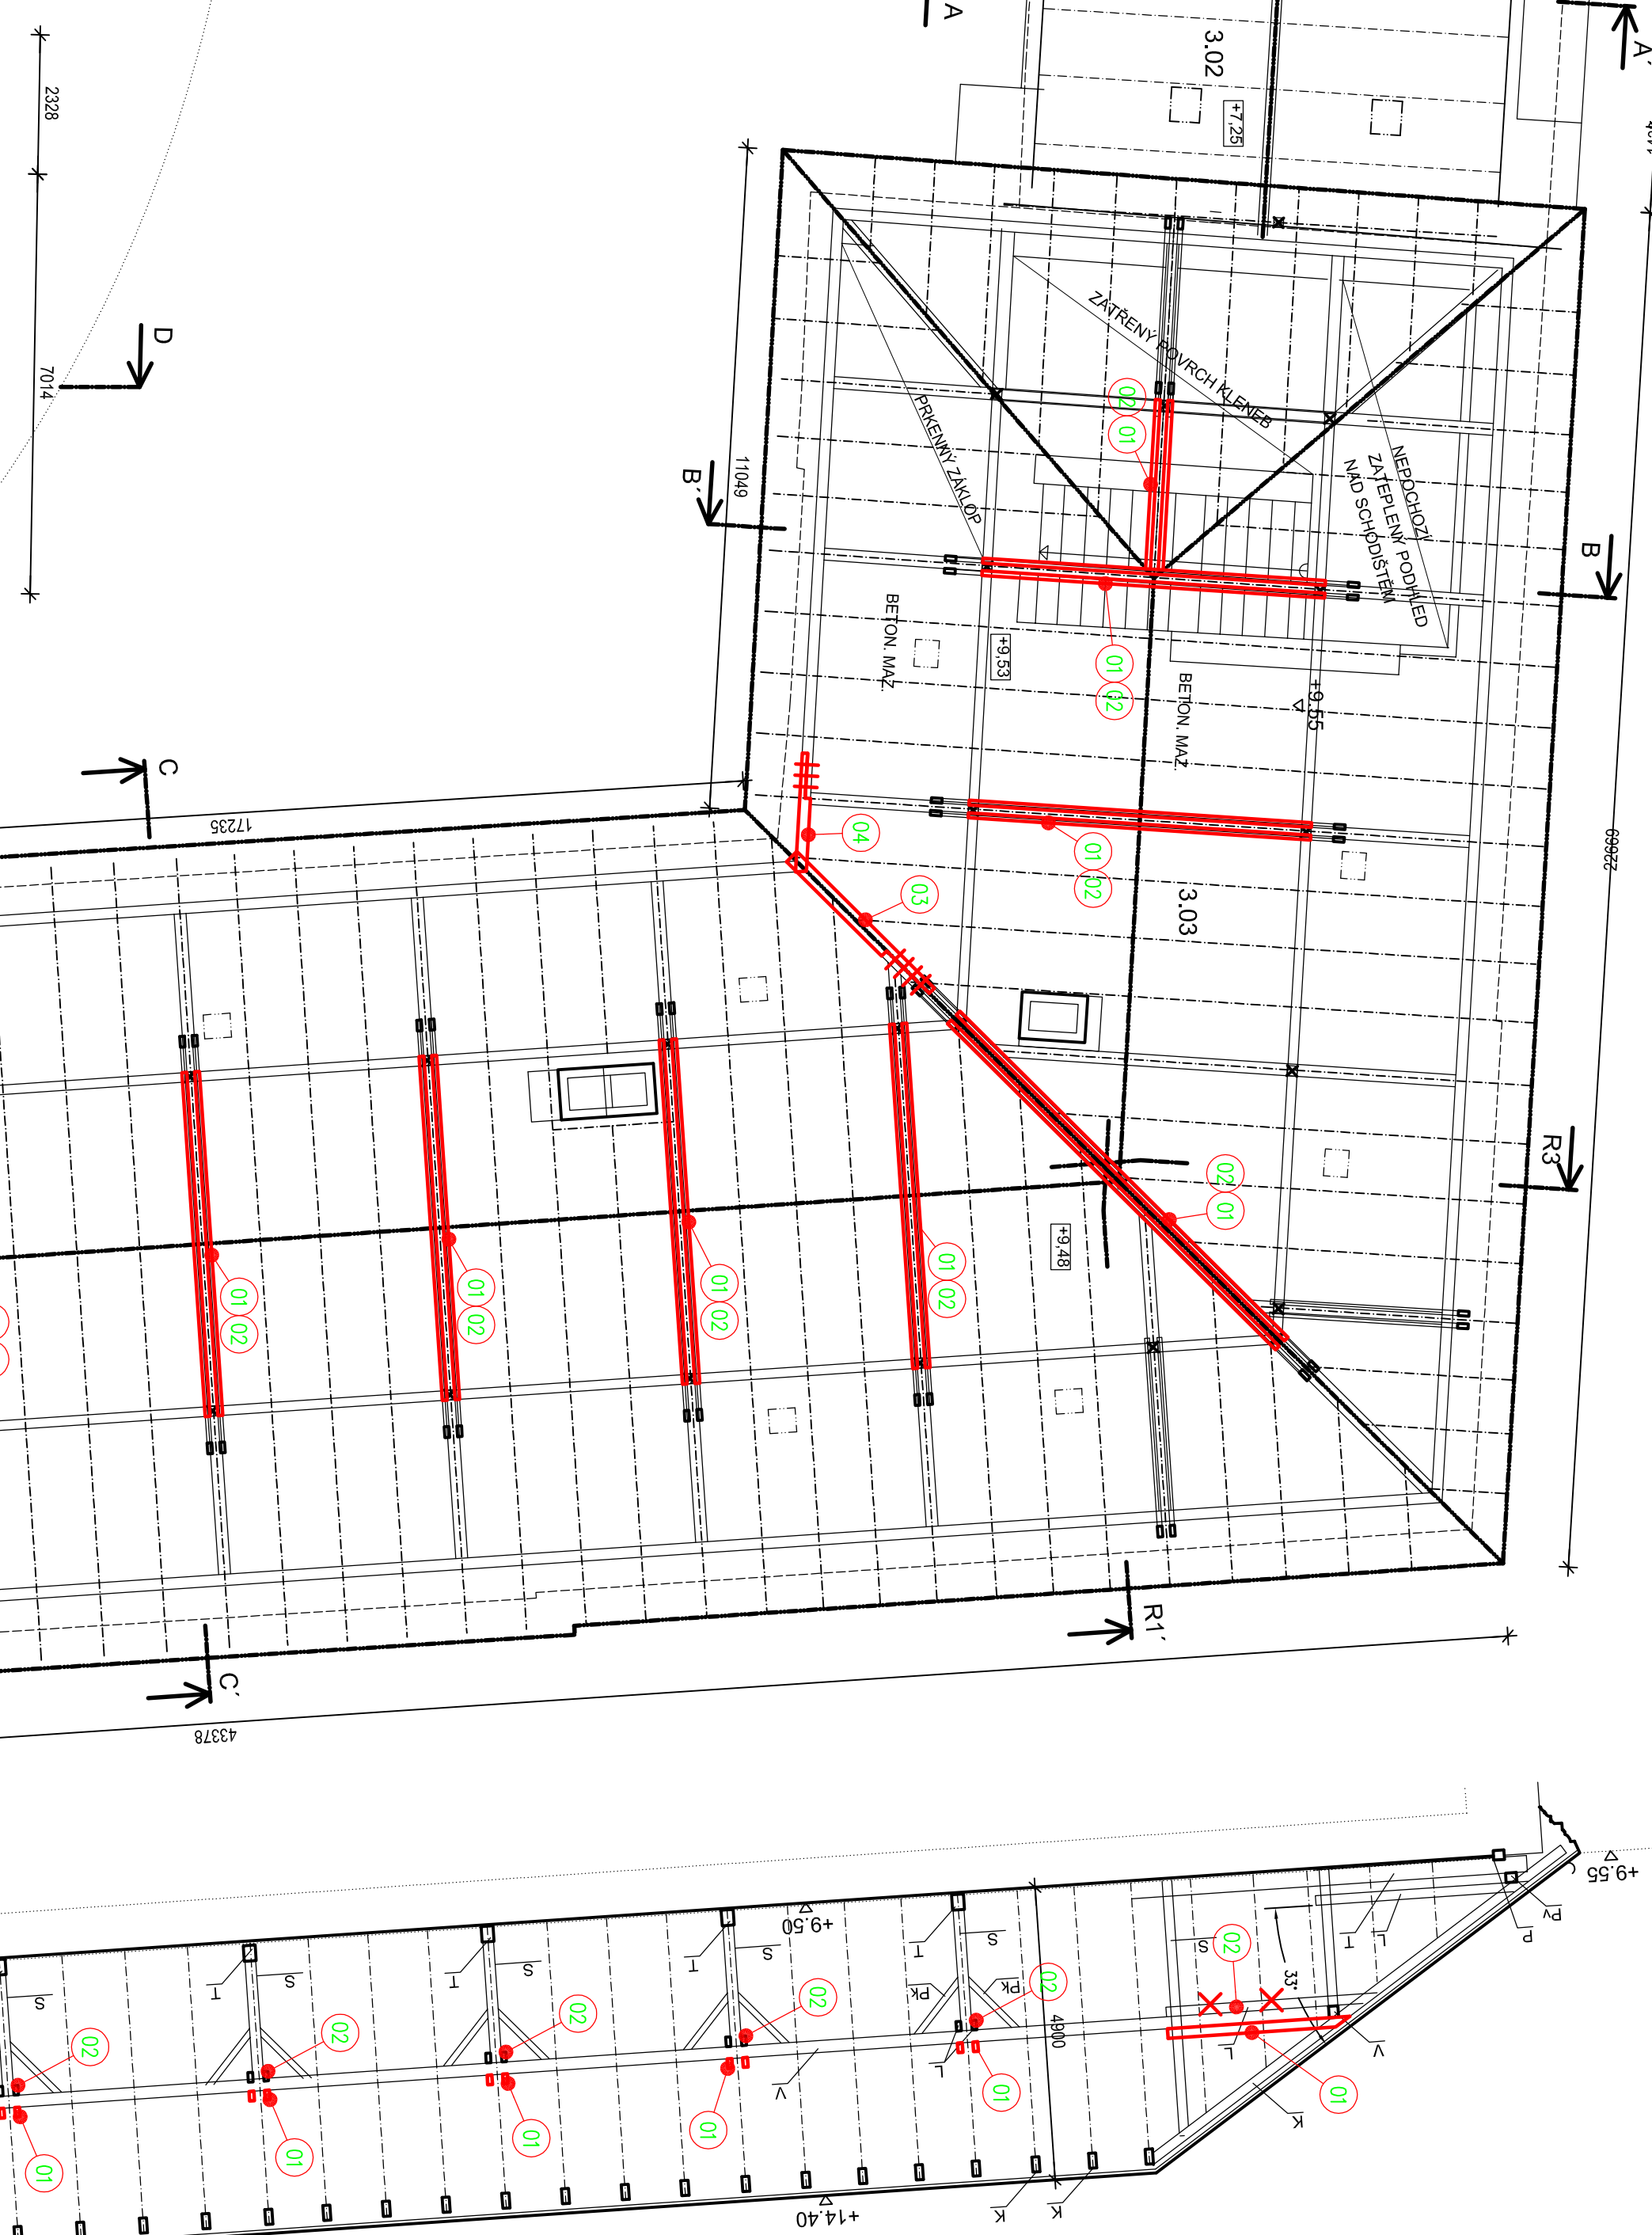 A
3.02
+7,25
A´
2328
7014
D
11049
B´
B
ZATŘENÝ POVRCH KLENEB
PRKENNÝ ZÁKLOP
NEPOCHOZÍ
ZATEPLENÝ PODHLED
NAD SCHODIŠTĚM
02 01
01 02
BETON. MAZ.
+9,53
BETON. MAZ.
+9.55
22669
C
17235
04
01 02
03
3.03
R3
02 01
+9,48
01 02
01 02
01 02
01 02
R1´
C´
43378
+9.55
Pv
P
L
T
S
02
33°
V
L
01
K
+9.50
S
T
Pk
Pk
02
4900
L
01
S
T
02
V
01
S
T
02
01
S
T
02
01
S
02
01
K
K
+14.40